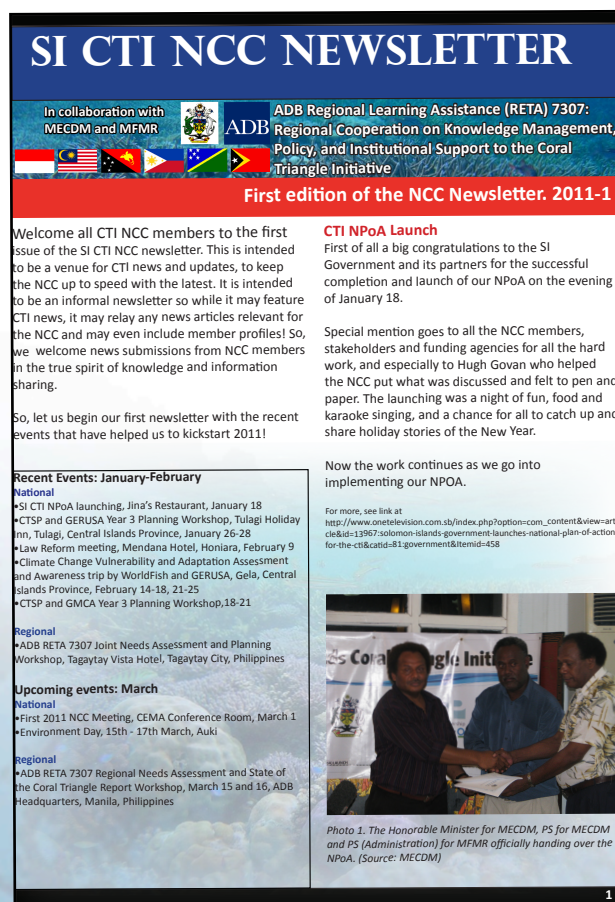 SI CTI NCC NEWSLETTER
In collaboration with
MECDM and MFMR
ADB
ADB Regional Learning Assistance (RETA) 7307:
Regional Cooperation on Knowledge Management,
Policy, and Institutional Support to the Coral
Triangle Initiative
First edition of the NCC Newsletter. 2011-1
Welcome all CTI NCC members to the first
issue of the SI CTI NCC newsletter. This is intended
to be a venue for CTI news and updates, to keep
the NCC up to speed with the latest. It is intended
to be an informal newsletter so while it may feature
CTI news, it may relay any news articles relevant for
the NCC and may even include member profiles! So,
we welcome news submissions from NCC members
in the true spirit of knowledge and information
sharing.
So, let us begin our first newsletter with the recent
events that have helped us to kickstart 2011!
Recent Events: January-February
National
•SI CTI NPoA launching, Jina's Restaurant, January 18
•CTSP and GERUSA Year 3 Planning Workshop, Tulagi Holiday
Inn, Tulagi, Central Islands Province, January 26-28
•Law Reform meeting, Mendana Hotel, Honiara, February 9
•Climate Change Vulnerability and Adaptation Assessment
and Awareness trip by WorldFish and GERUSA, Gela, Central
Islands Province, February 14-18, 21-25
•CTSP and GMCA Year 3 Planning Workshop,18-21
Regional
•ADB RETA 7307 Joint Needs Assessment and Planning
Workshop, Tagaytay Vista Hotel, Tagaytay City, Philippines
Upcoming events: March
National
•First 2011 NCC Meeting, CEMA Conference Room, March 1
•Environment Day, 15th - 17th March, Auki
Regional
•ADB RETA 7307 Regional Needs Assessment and State of
the Coral Triangle Report Workshop, March 15 and 16, ADB
Headquarters, Manila, Philippines
CTI NPoA Launch
First of all a big congratulations to the SI
Government and its partners for the successful
completion and launch of our NPoA on the evening
of January 18.
Special mention goes to all the NCC members,
stakeholders and funding agencies for all the hard
work, and especially to Hugh Govan who helped
the NCC put what was discussed and felt to pen and
paper. The launching was a night of fun, food and
karaoke singing, and a chance for all to catch up and
share holiday stories of the New Year.
Now the work continues as we go into
implementing our NPOA.
For more, see link at
http://www.onetelevision.com.sb/index.php?option=com_content&view=art
cle&id=13967:solomon-islands-government-launches-national-plan-of-action
for-the-cti&catid=81:government&Itemid=458
Photo 1. The Honorable Minister for MECDM, PS for MECDM
and PS (Administration) for MFMR officially handing over the
NPoA. (Source: MECDM)
1